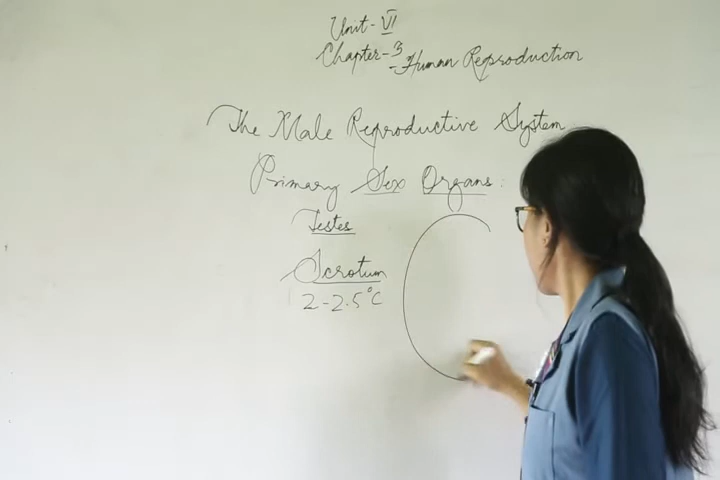 Unit - VI
Chapter - 3
- Human Reproduction
The Male Reproductive System
Primary Sex Organs :
Testes
Scrotum
2 - 2.5°C